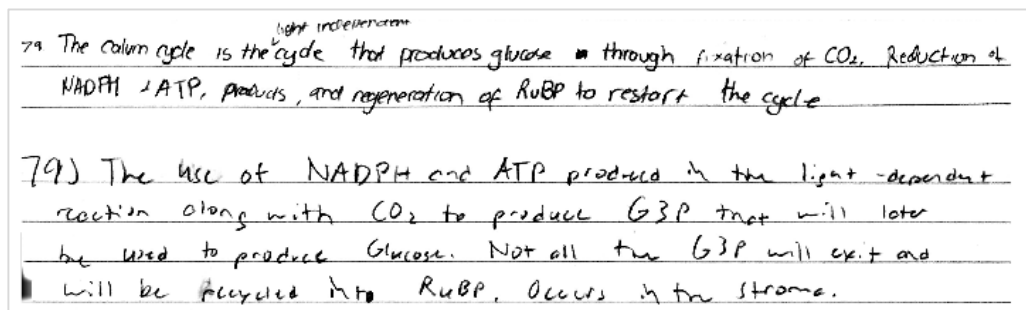 light independent
79 The calvin cycle is the cycle that produces glucose through fixation of CO2, Reduction of
NADPH & ATP, products, and regeneration of RuBP to restart the cycle
79) The use of NADPH and ATP produced in the light-dependent
reaction along with CO2 to produce G3P that will later
be used to produce Glucose. Not all the G3P will exit and
will be recycled into RuBP. Occurs in the stroma.